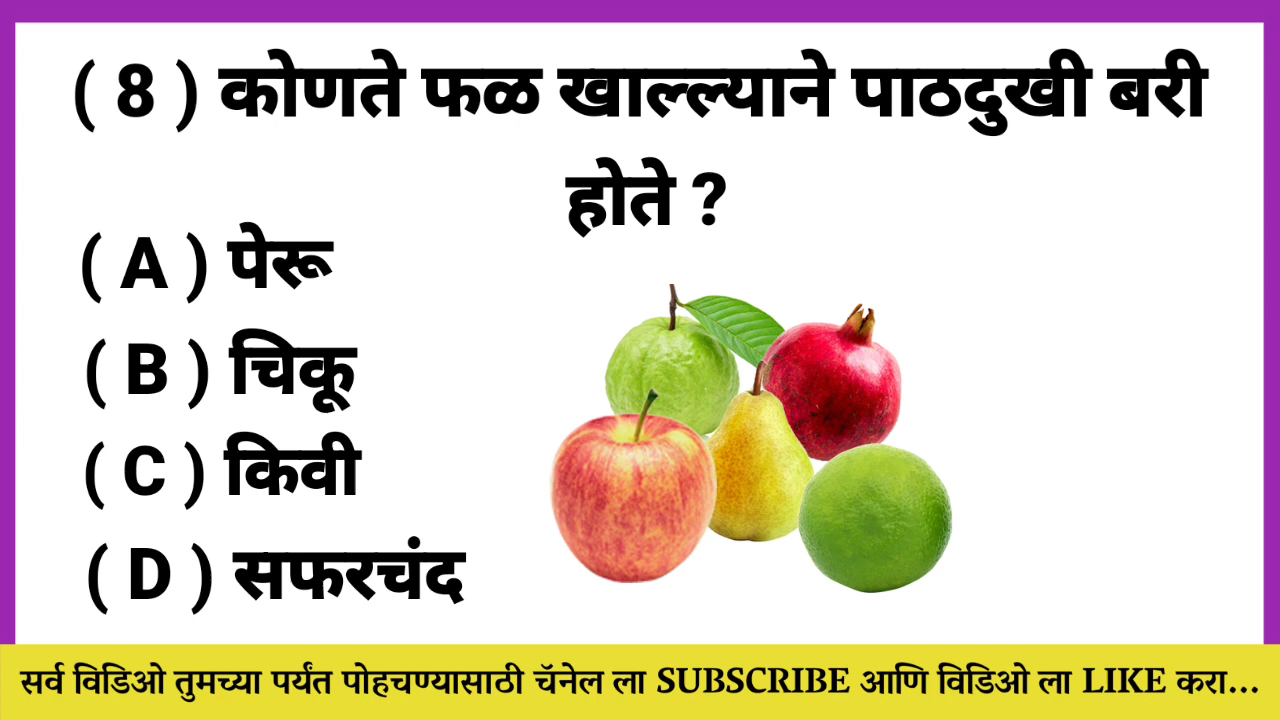 ( 8 ) कोणते फळ खाल्ल्याने पाठदुखी बरी
होते ?
( A ) पेरू
( B ) चिकू
( C ) किवी
( D ) सफरचंद
सर्व विडिओ तुमच्या पर्यंत पोहचण्यासाठी चॅनेल ला SUBSCRIBE आणि विडिओ ला LIKE करा...